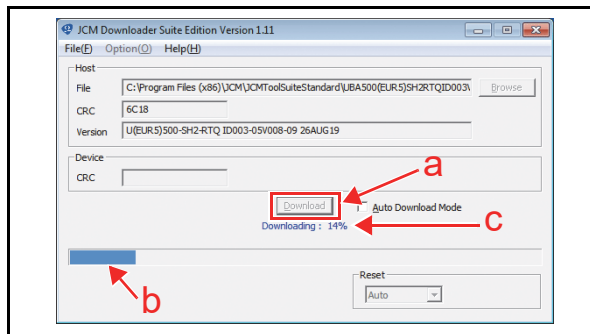 JCM Downloader Suite Edition Version 1.11
File(F) Option(O) Help(H)
Host
File C:\Program Files (x86)\JCM\JCMToolSuiteStandard\UBA500(EUR5)SH2RTQID003\ Browse
CRC 6C18
Version U(EUR5)500-SH2-RTQ ID003-05V008-09 26AUG19
Device
CRC
a
Download Auto Download Mode
Downloading : 14% c
b
Reset
Auto